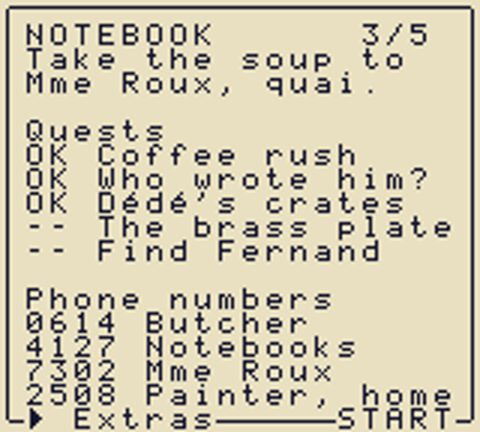 NOTEBOOK 3/5
Take the soup to
Mme Roux, quai.
Quests
OK Coffee rush
OK Who wrote him?
OK Dédé's crates
-- The brass plate
-- Find Fernand
Phone numbers
0614 Butcher
4127 Notebooks
7302 Mme Roux
2508 Painter, home
▶ Extras START